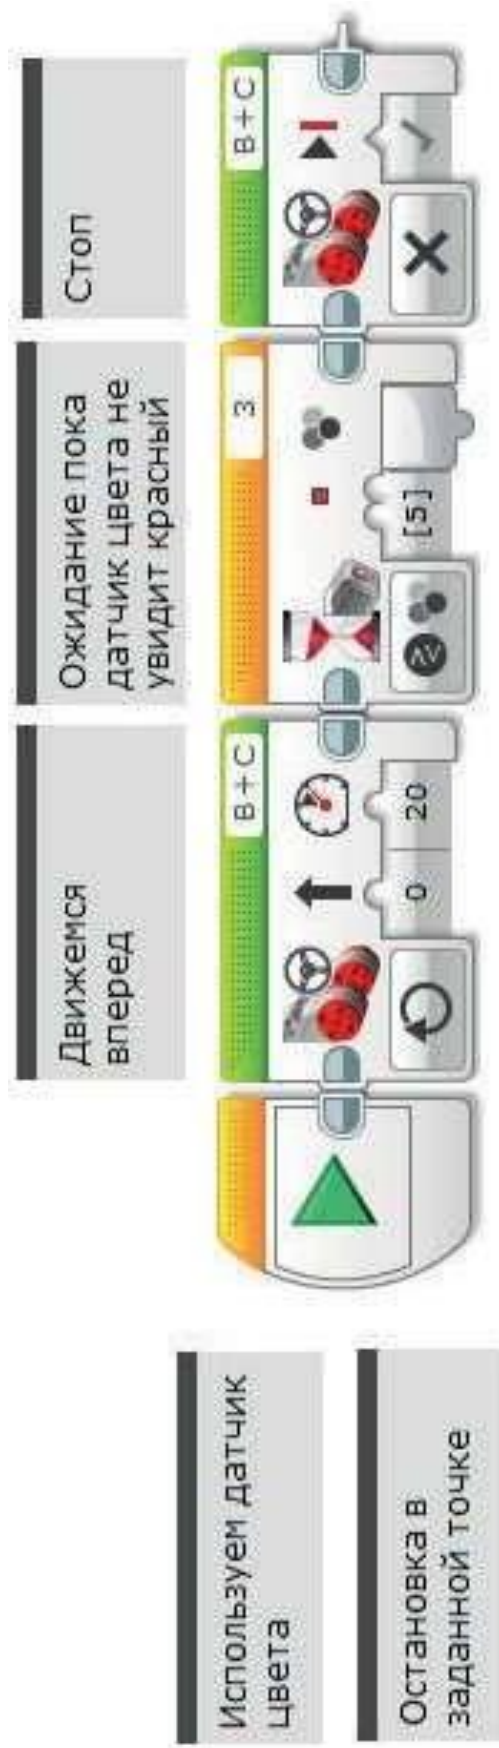 Используем датчик
цвета
Остановка в
заданной точке
Движемся
вперед
Ожидание пока
датчик цвета не
увидит красный
Стоп
B+C
0
20
3
[5]
B+C